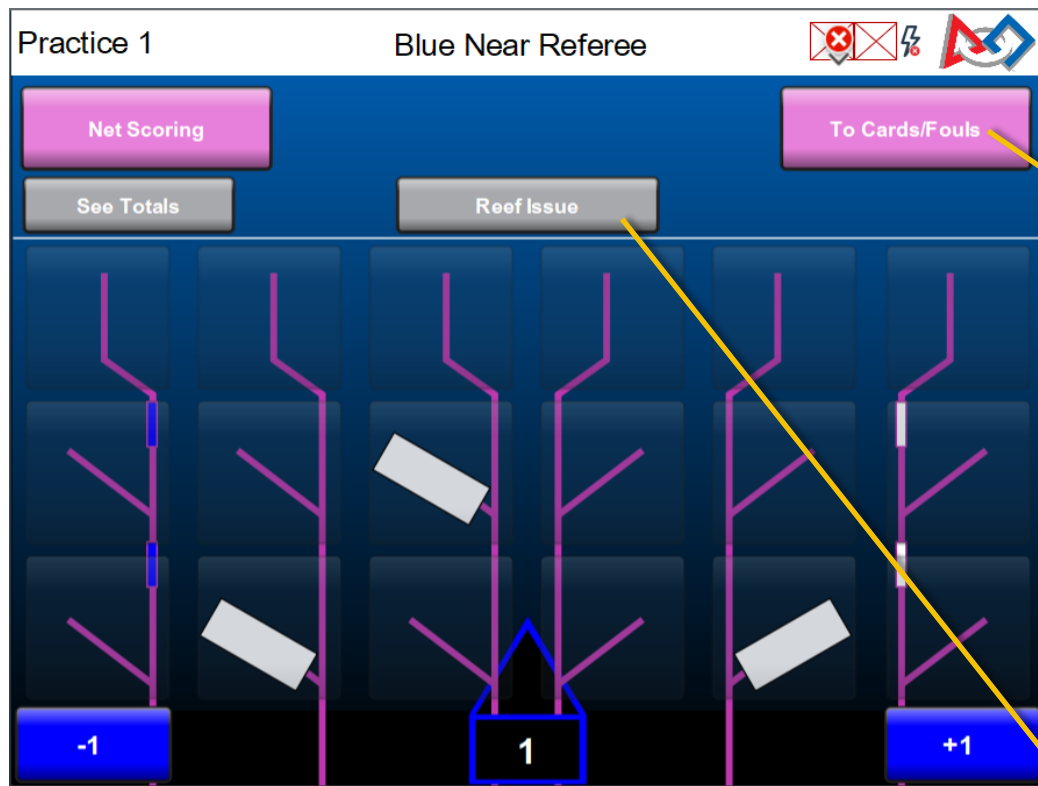 Practice 1
Blue Near Referee
Net Scoring
To Cards/Fouls
See Totals
Reef Issue
-1
1
+1